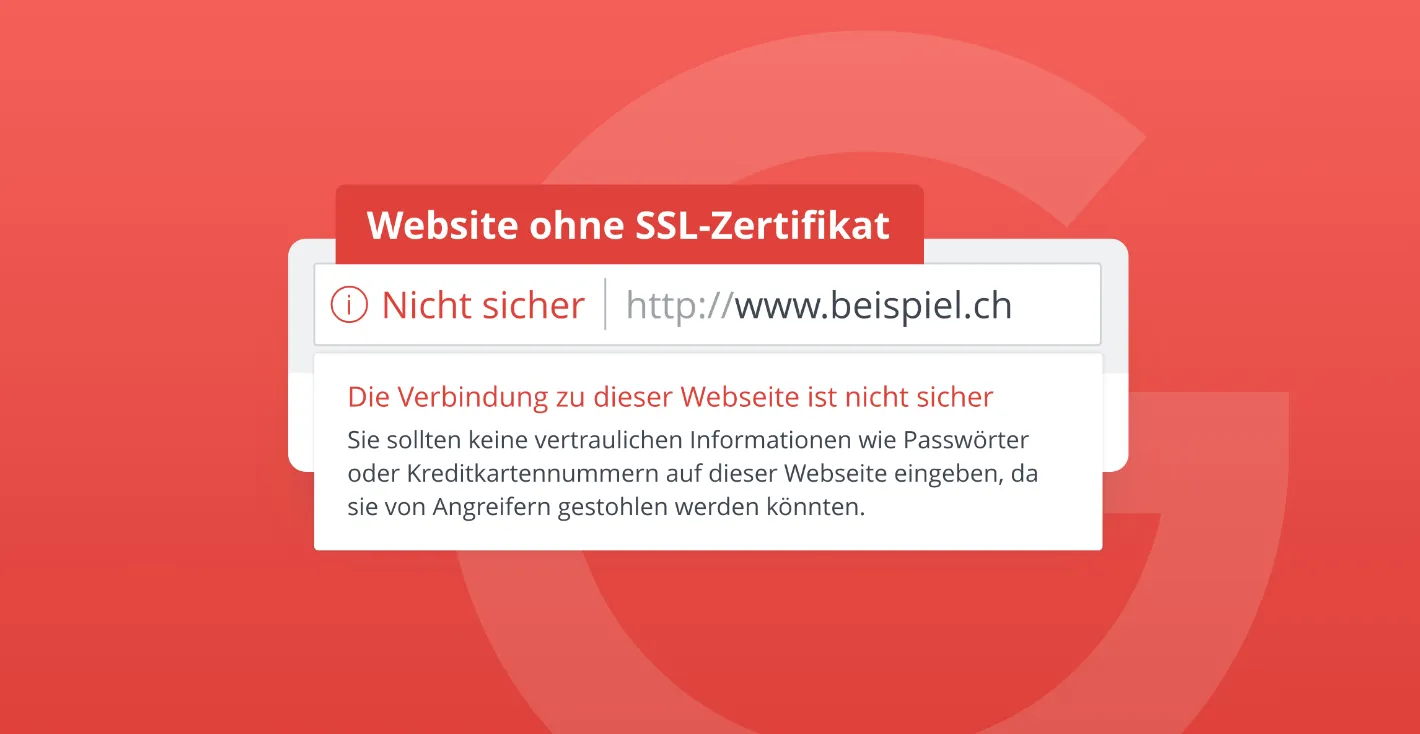 Website ohne SSL-Zertifikat
Nicht sicher http://www.beispiel.ch
Die Verbindung zu dieser Webseite ist nicht sicher
Sie sollten keine vertraulichen Informationen wie Passwörter
oder Kreditkartennummern auf dieser Webseite eingeben, da
sie von Angreifern gestohlen werden könnten.